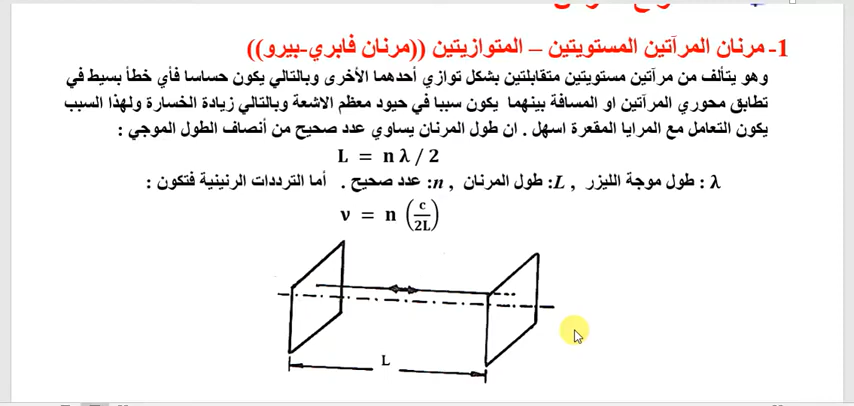 1- مرنان المرآتين المستويتين – المتوازيتين ((مرنان فابري-بيرو))
وهو يتألف من مرآتين مستويتين متقابلتين بشكل توازي أحدهما الأخرى وبالتالي يكون حساسا فأي خطأ بسيط في
تطابق محوري المرآتين او المسافة بينهما يكون سببا في حيود معظم الاشعة وبالتالي زيادة الخسارة ولهذا السبب
يكون التعامل مع المرايا المقعرة اسهل . ان طول المرنان يساوي عدد صحيح من أنصاف الطول الموجي :
L = n λ / 2
λ : طول موجة الليزر , L: طول المرنان , n: عدد صحيح . أما الترددات الرنينية فتكون :
ν = n (c/2L)
L